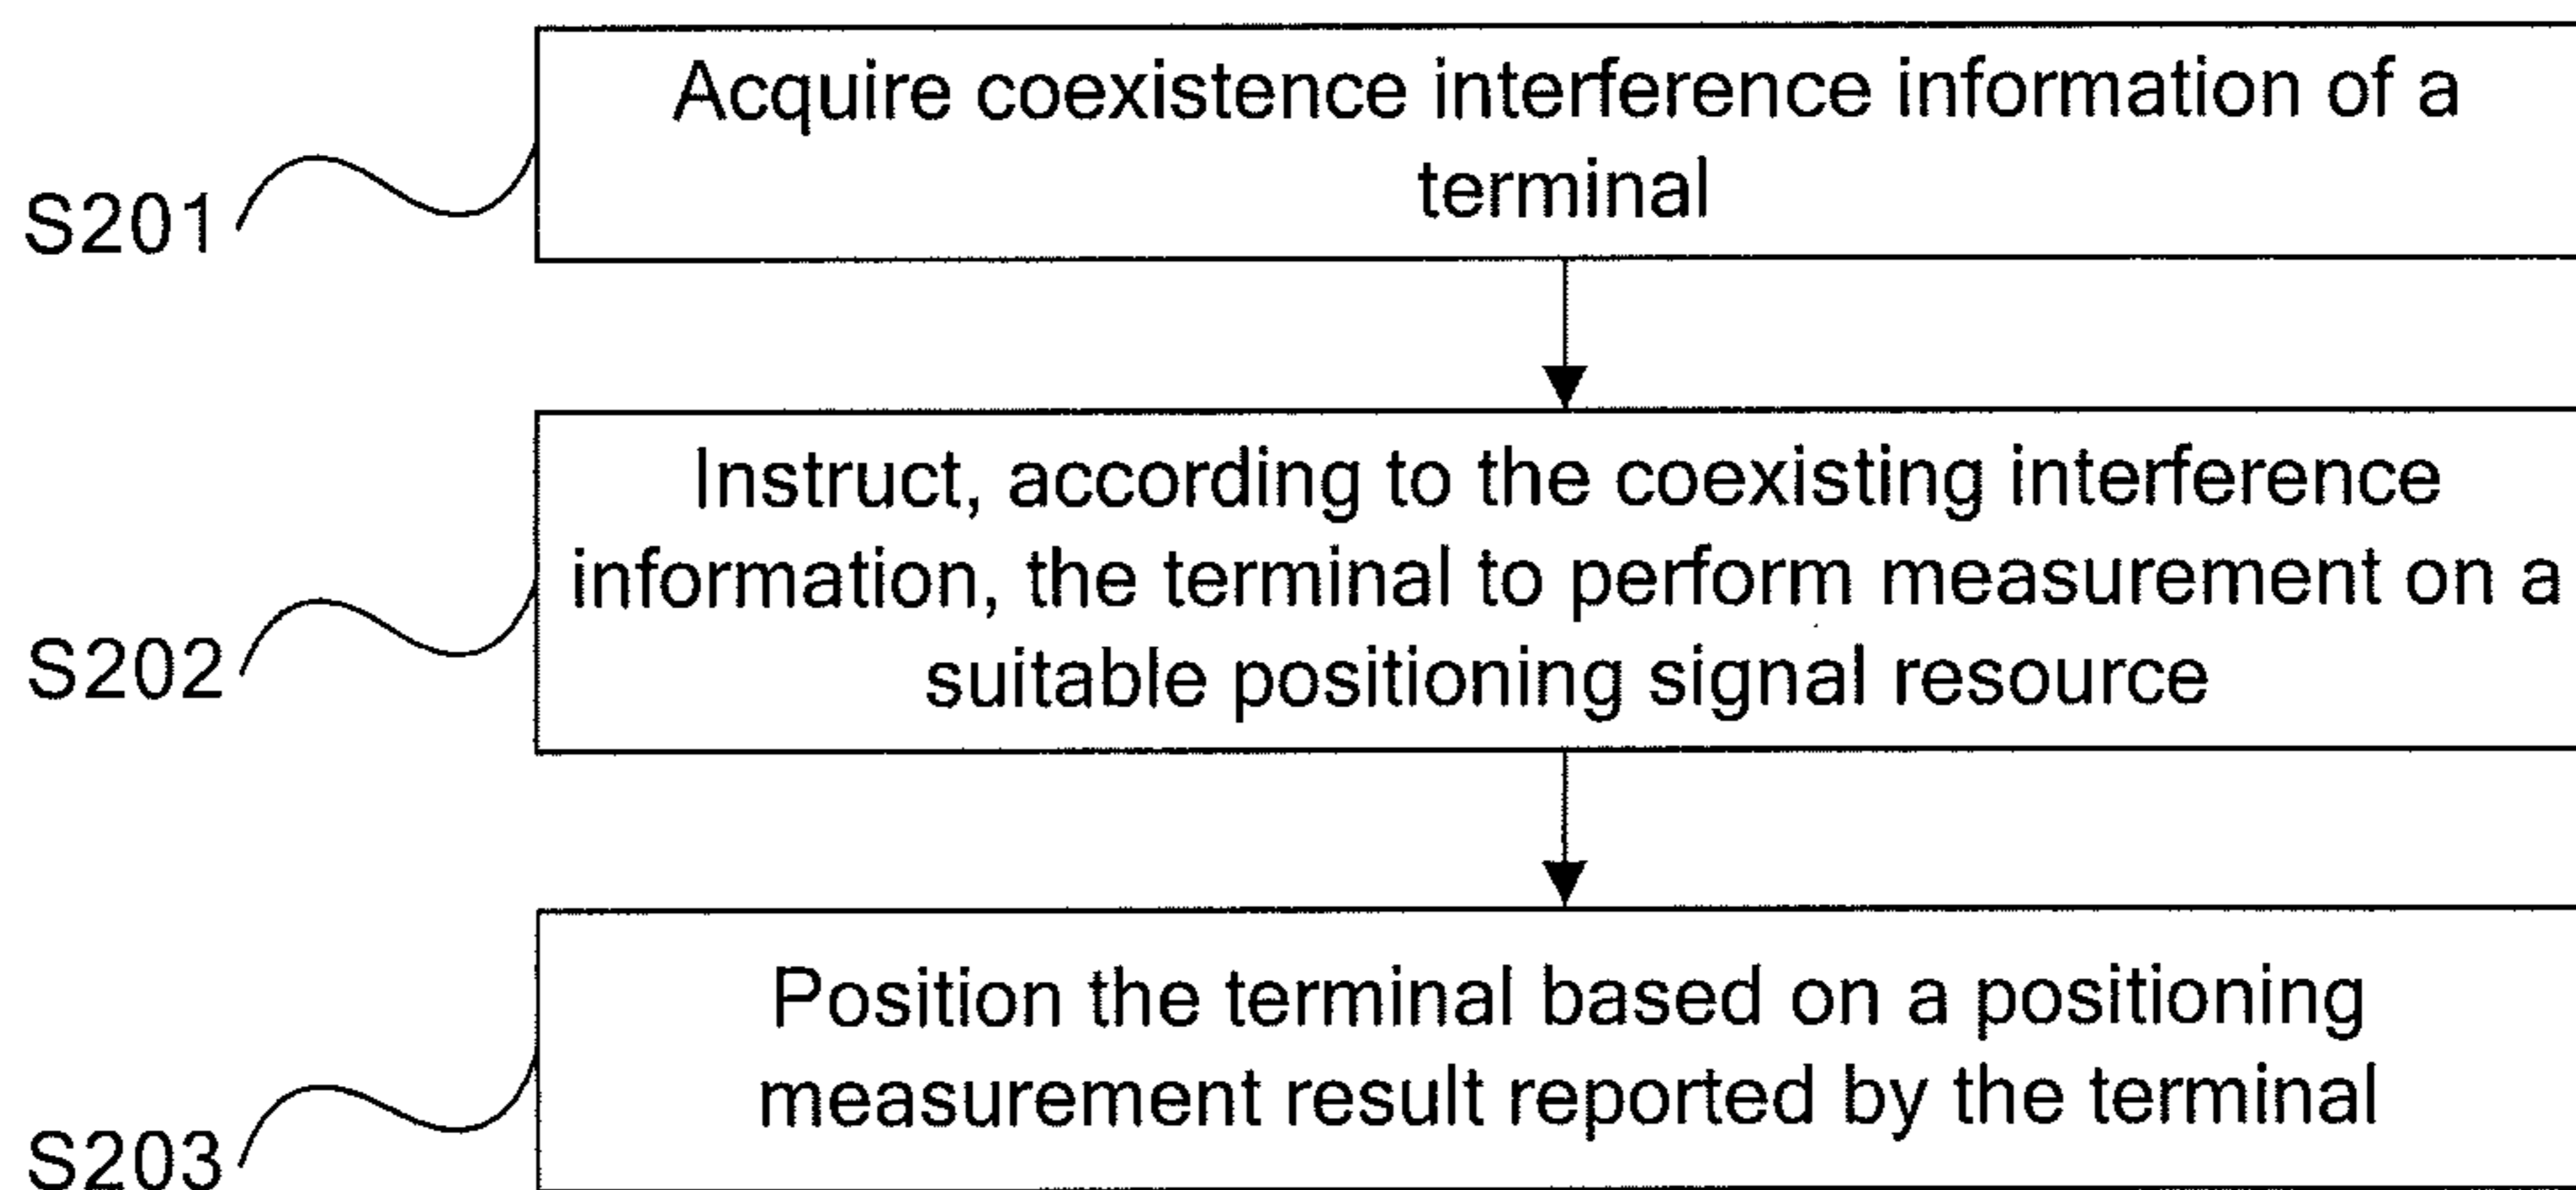 Acquire coexistence interference information of a
terminal
S201
Instruct, according to the coexisting interference
information, the terminal to perform measurement on a
suitable positioning signal resource
S202
Position the terminal based on a positioning
measurement result reported by the terminal
S203